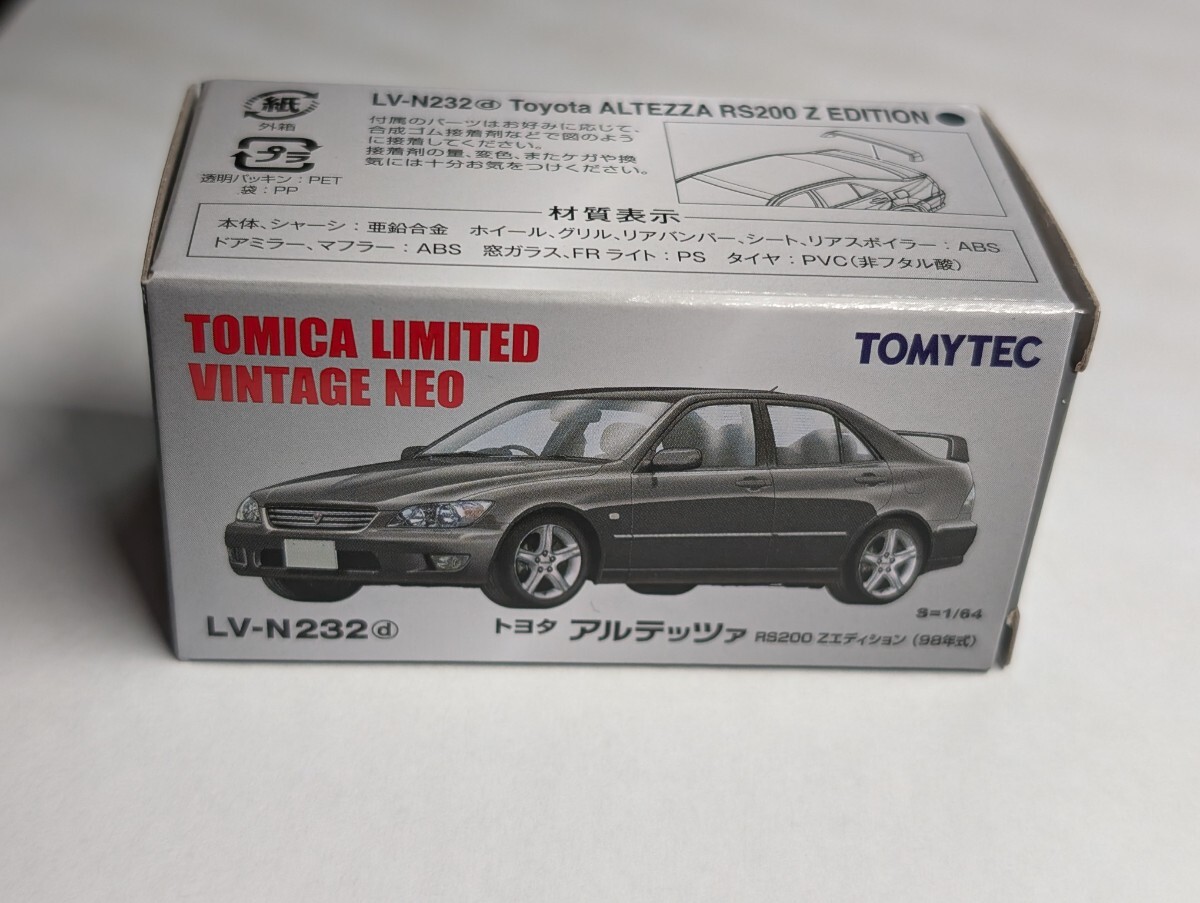 紙
外箱
プラ
透明パッキン：PET
袋：PP
LV-N232ⓓ Toyota ALTEZZA RS200 Z EDITION
付属のパーツはお好みに応じて、
合成ゴム接着剤などで図のよう
に接着してください。
接着剤の量、変色、またケガや換
気には十分お気をつけください。
材質表示
本体、シャーシ：亜鉛合金　ホイール、グリル、リアバンパー、シート、リアスポイラー：ABS
ドアミラー、マフラー：ABS　窓ガラス、FRライト：PS　タイヤ：PVC（非フタル酸）
TOMICA LIMITED
VINTAGE NEO
TOMYTEC
S=1/64
LV-N232ⓓ
トヨタ アルテッツァ RS200 Zエディション（98年式）